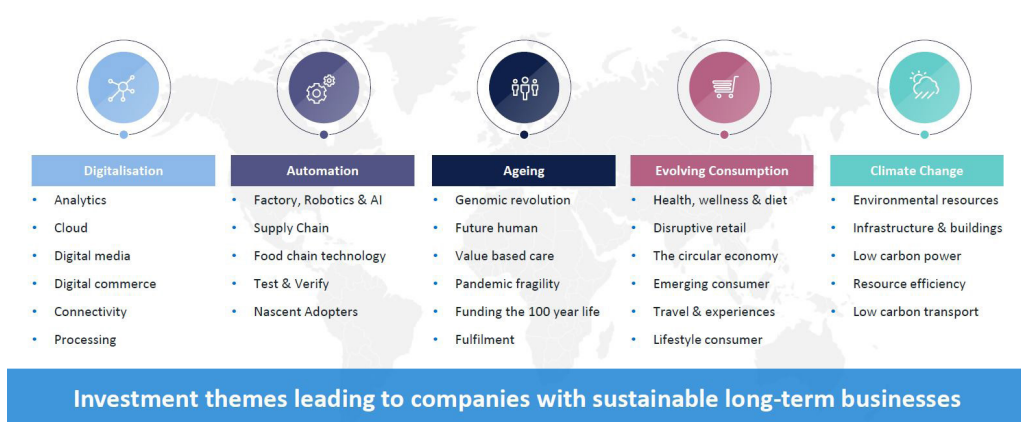 Digitalisation
• Analytics
• Cloud
• Digital media
• Digital commerce
• Connectivity
• Processing
Automation
• Factory, Robotics & AI
• Supply Chain
• Food chain technology
• Test & Verify
• Nascent Adopters
Ageing
• Genomic revolution
• Future human
• Value based care
• Pandemic fragility
• Funding the 100 year life
• Fulfilment
Evolving Consumption
• Health, wellness & diet
• Disruptive retail
• The circular economy
• Emerging consumer
• Travel & experiences
• Lifestyle consumer
Climate Change
• Environmental resources
• Infrastructure & buildings
• Low carbon power
• Resource efficiency
• Low carbon transport
Investment themes leading to companies with sustainable long-term businesses